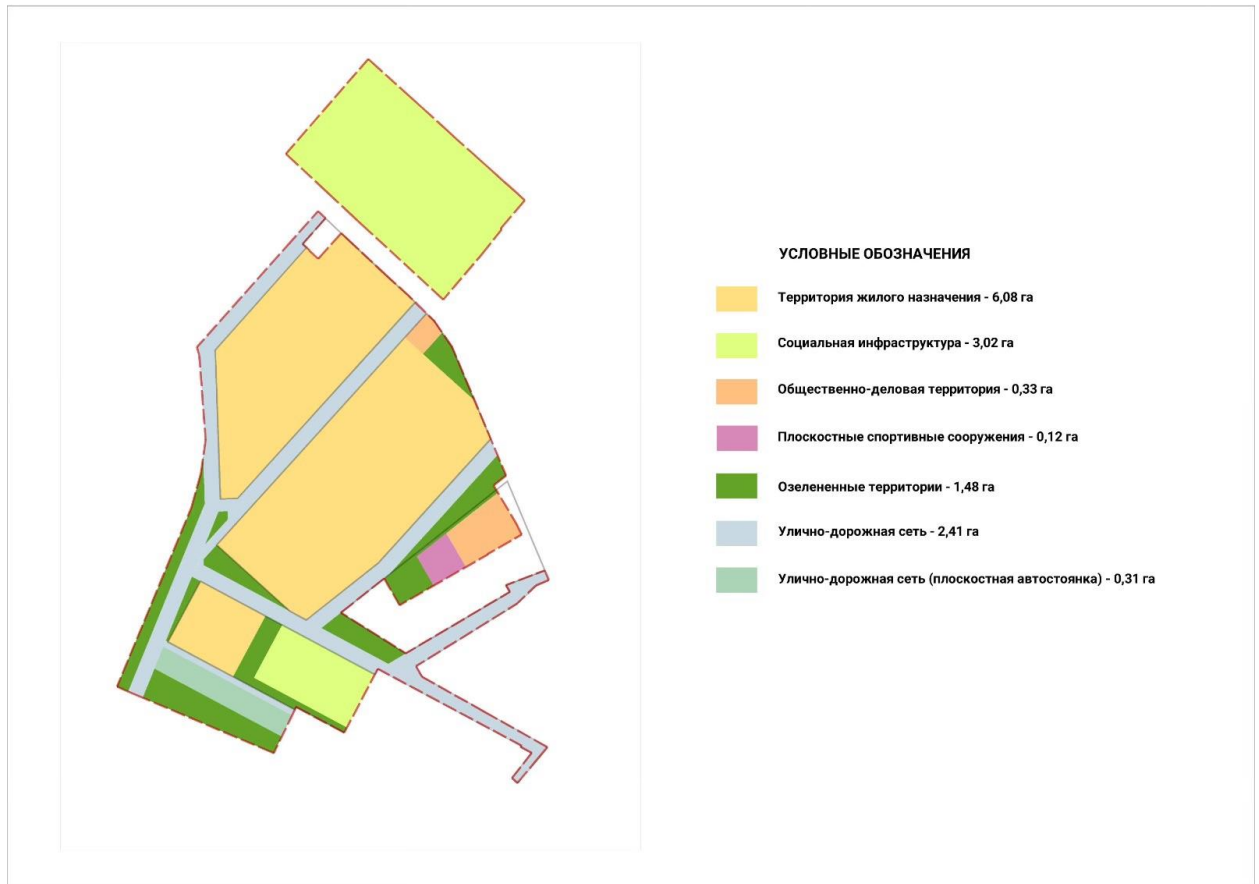 УСЛОВНЫЕ ОБОЗНАЧЕНИЯ
Территория жилого назначения - 6,08 га
Социальная инфраструктура - 3,02 га
Общественно-деловая территория - 0,33 га
Плоскостные спортивные сооружения - 0,12 га
Озелененные территории - 1,48 га
Улично-дорожная сеть - 2,41 га
Улично-дорожная сеть (плоскостная автостоянка) - 0,31 га